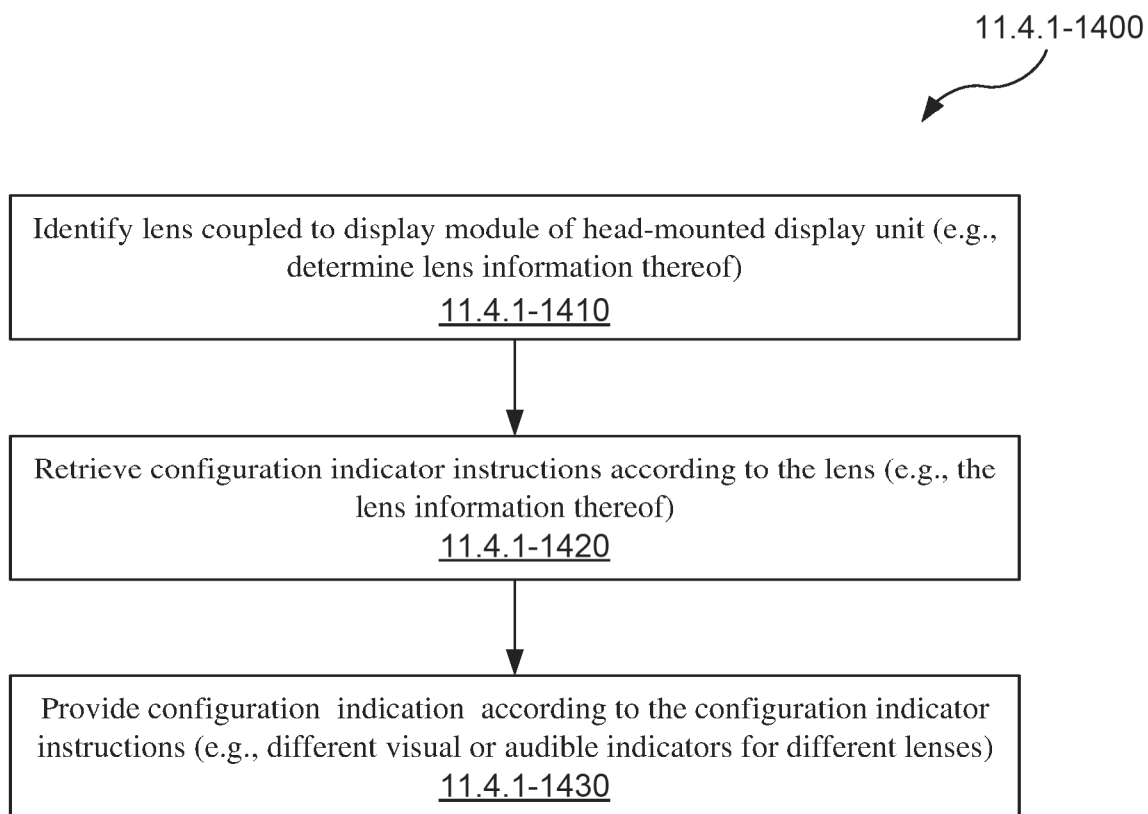 11.4.1-1400
Identify lens coupled to display module of head-mounted display unit (e.g.,
determine lens information thereof)
11.4.1-1410
Retrieve configuration indicator instructions according to the lens (e.g., the
lens information thereof)
11.4.1-1420
Provide configuration indication according to the configuration indicator
instructions (e.g., different visual or audible indicators for different lenses)
11.4.1-1430